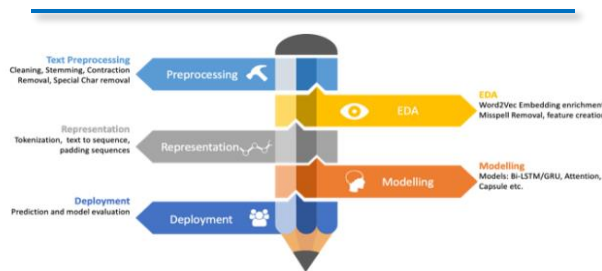 Text Preprocessing
Cleaning, Stemming, Contraction
Removal, Special Char removal
Preprocessing
EDA
Word2Vec Embedding enrichment
Misspell Removal, feature creation
EDA
Representation
Tokenization, text to sequence,
padding sequences
Representation
Modelling
Models: Bi-LSTM/GRU, Attention,
Capsule etc.
Modelling
Deployment
Prediction and model evaluation
Deployment